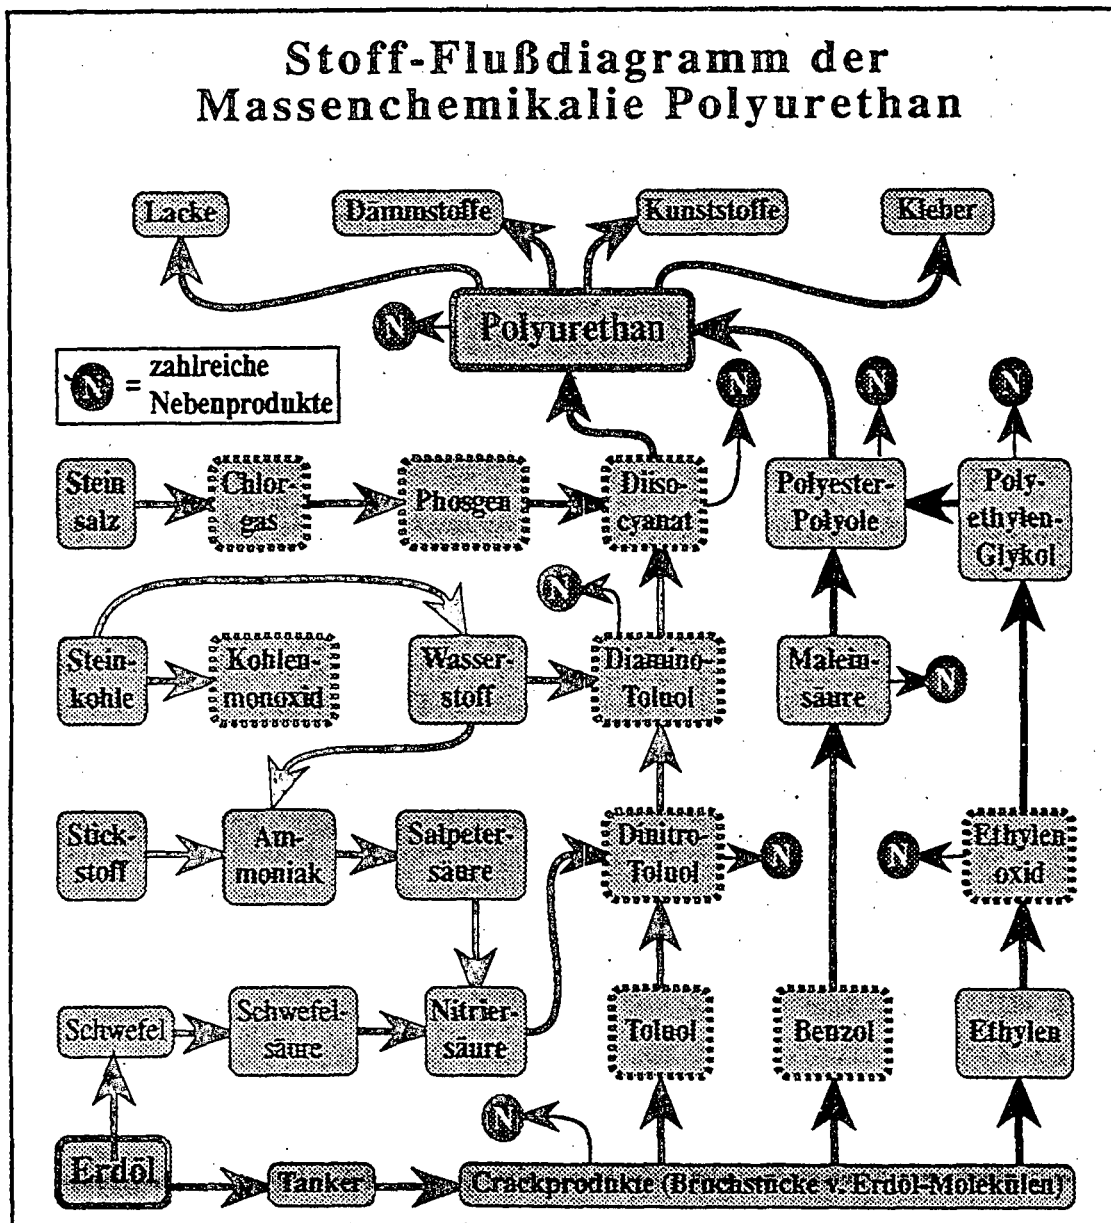 Stoff-Flußdiagramm der
Massenchemikalie Polyurethan
Lacke
Dämmstoffe
Kunststoffe
Kleber
Polyurethan
N
N
= zahlreiche
Nebenprodukte
N
N
N
Stein
salz
Chlor-
gas
Phosgen
Diiso-
cyanat
Polyester-
Polyole
Poly-
ethylen-
Glykol
N
Stein-
kohle
Kohlen-
monoxid
Wasser-
stoff
Diamino-
Toluol
Malein-
säure
N
Stick-
stoff
Am-
moniak
Salpeter-
säure
Dinitro-
Toluol
N
N
Ethylen
oxid
Schwefel
Schwefel-
säure
Nitrier-
säure
Toluol
Benzol
Ethylen
N
Erdöl
Tanker
Crackprodukte (Bruchstücke v. Erdöl-Molekülen)